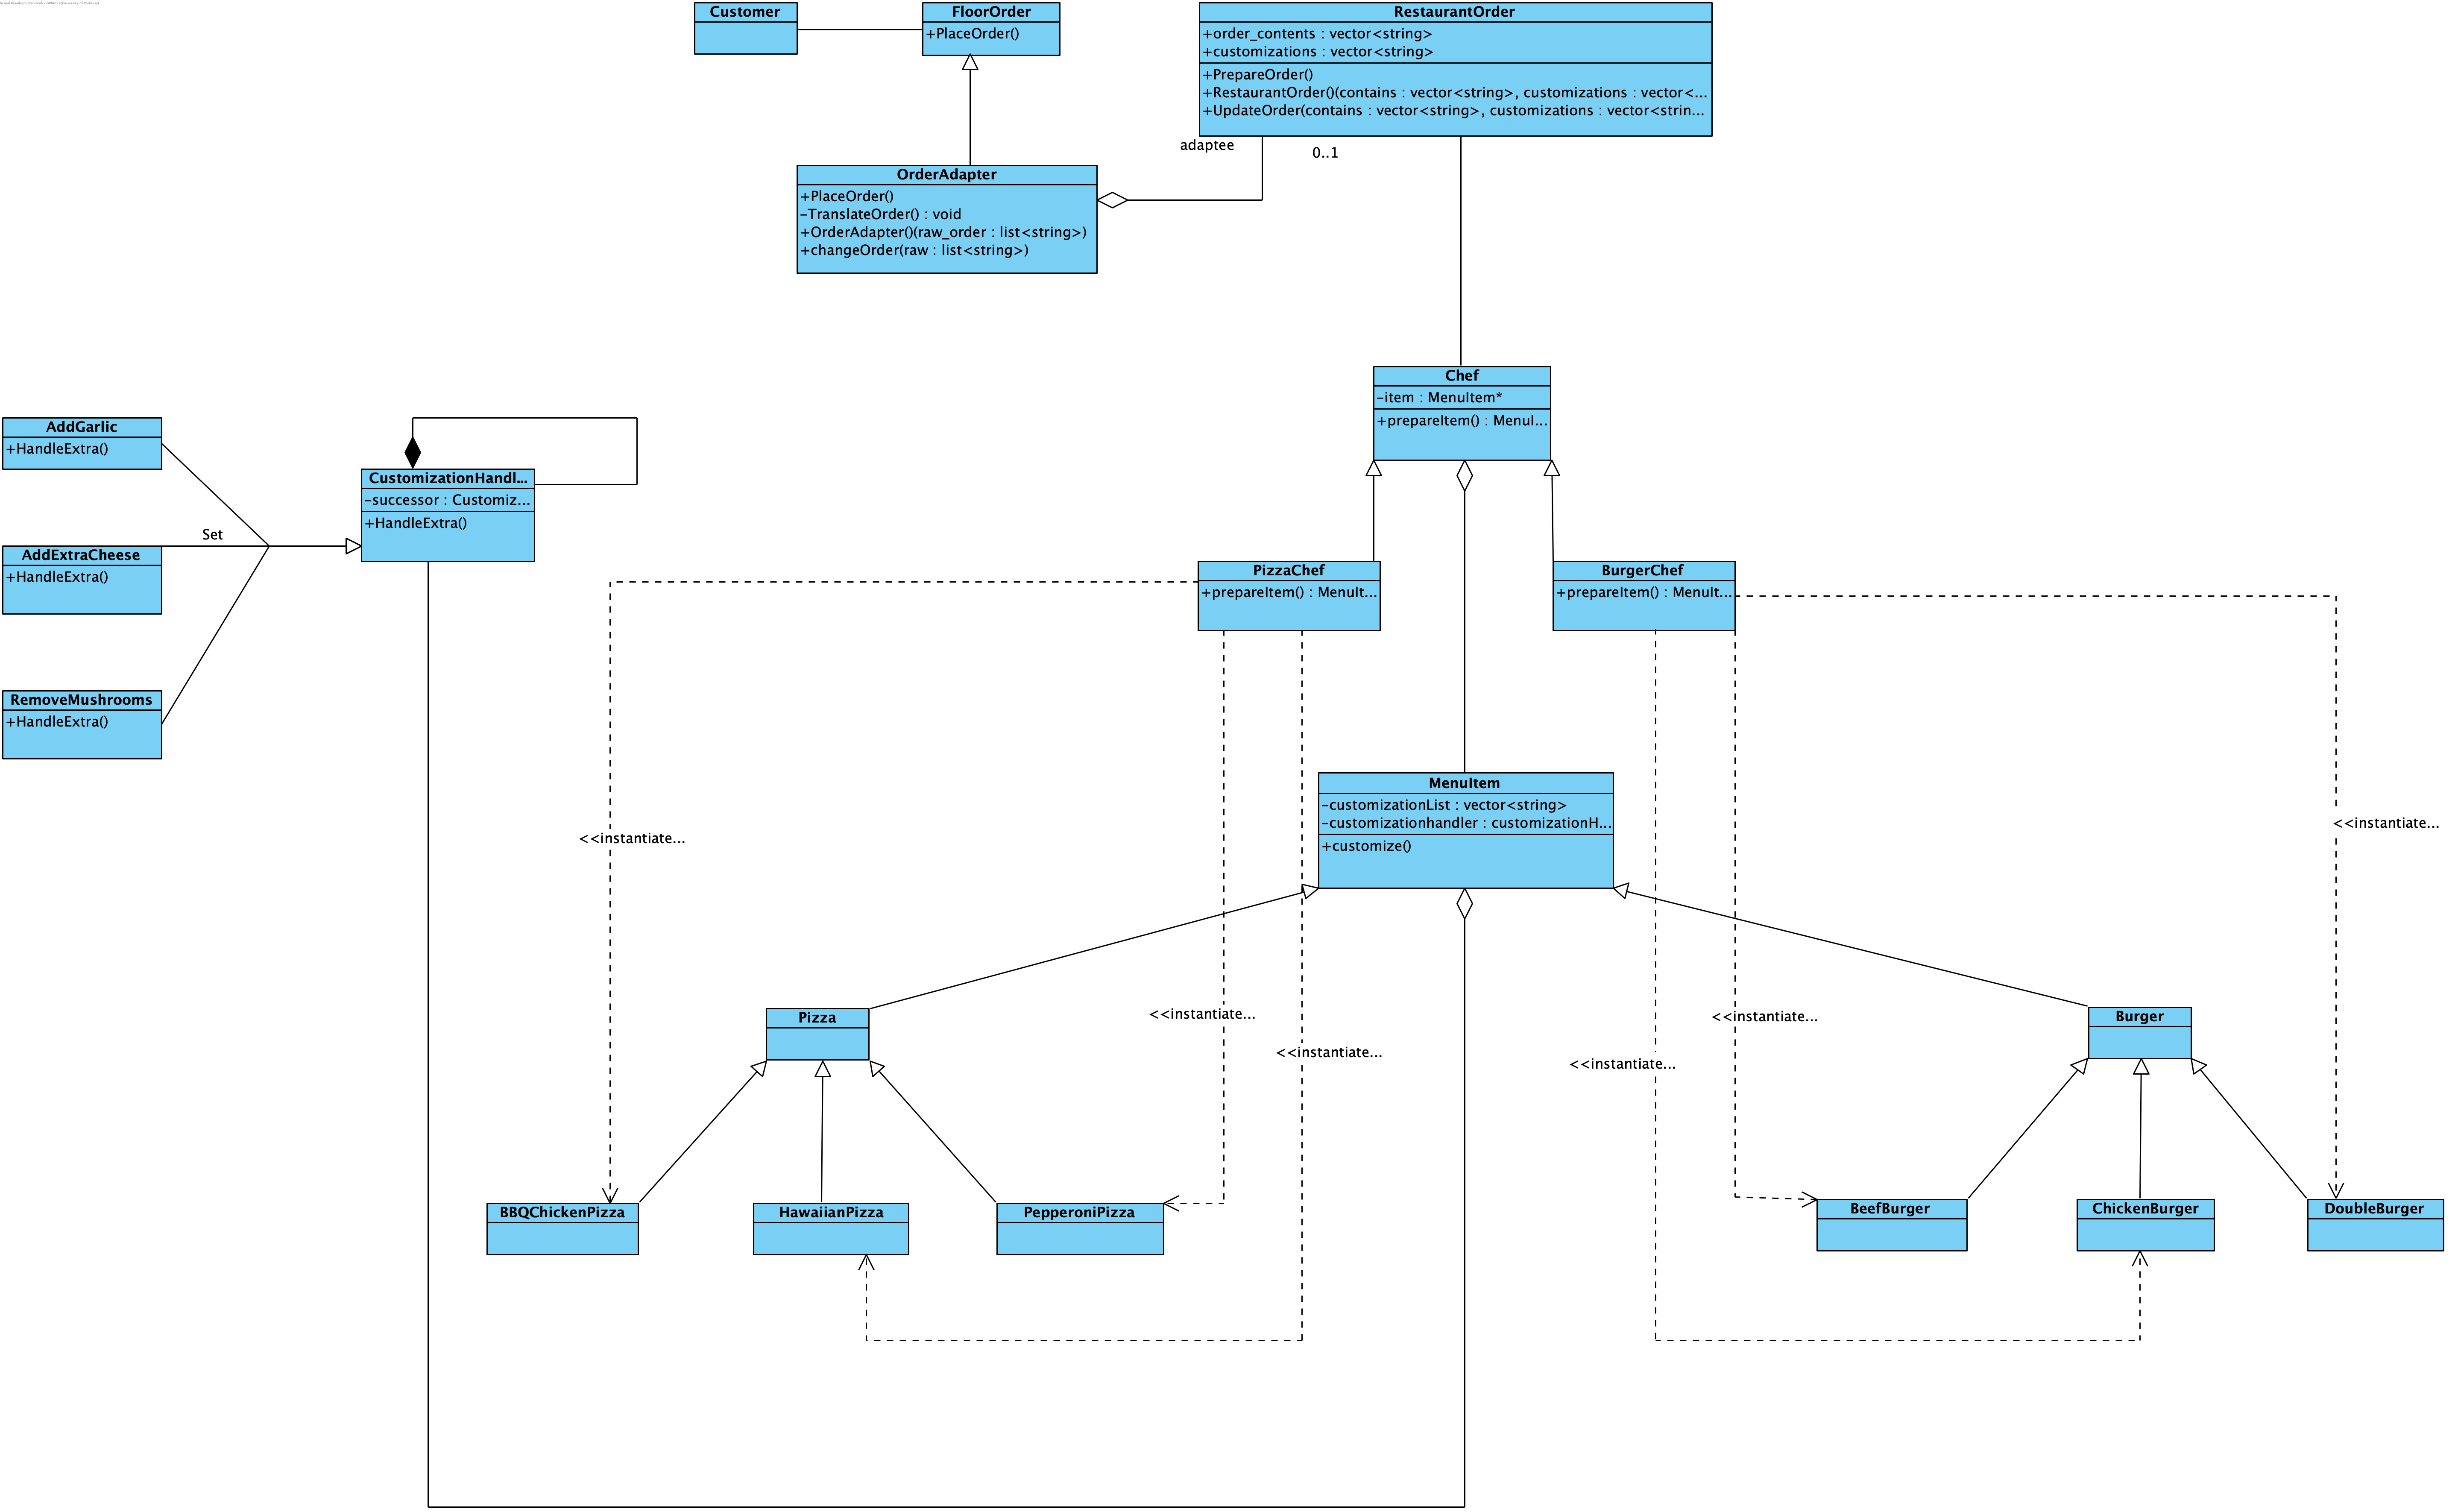 Customer
FloorOrder
+PlaceOrder()
RestaurantOrder
+order_contents : vector<string>
+customizations : vector<string>
+PrepareOrder()
+RestaurantOrder()(contains : vector<string>, customizations : vector<...
+UpdateOrder(contains : vector<string>, customizations : vector<strin...
adaptee
0..1
OrderAdapter
+PlaceOrder()
-TranslateOrder() : void
+OrderAdapter()(raw_order : list<string>)
+changeOrder(raw : list<string>)
Chef
-item : MenuItem*
+prepareItem() : MenuI...
AddGarlic
+HandleExtra()
CustomizationHandl...
-successor : Customiz...
+HandleExtra()
Set
AddExtraCheese
+HandleExtra()
RemoveMushrooms
+HandleExtra()
PizzaChef
+prepareItem() : MenuIt...
BurgerChef
+prepareItem() : MenuIt...
MenuItem
-customizationList : vector<string>
-customizationhandler : customizationH...
+customize()
<<instantiate...
<<instantiate...
Pizza
<<instantiate...
<<instantiate...
<<instantiate...
<<instantiate...
Burger
BBQChickenPizza
HawaiianPizza
PepperoniPizza
BeefBurger
ChickenBurger
DoubleBurger